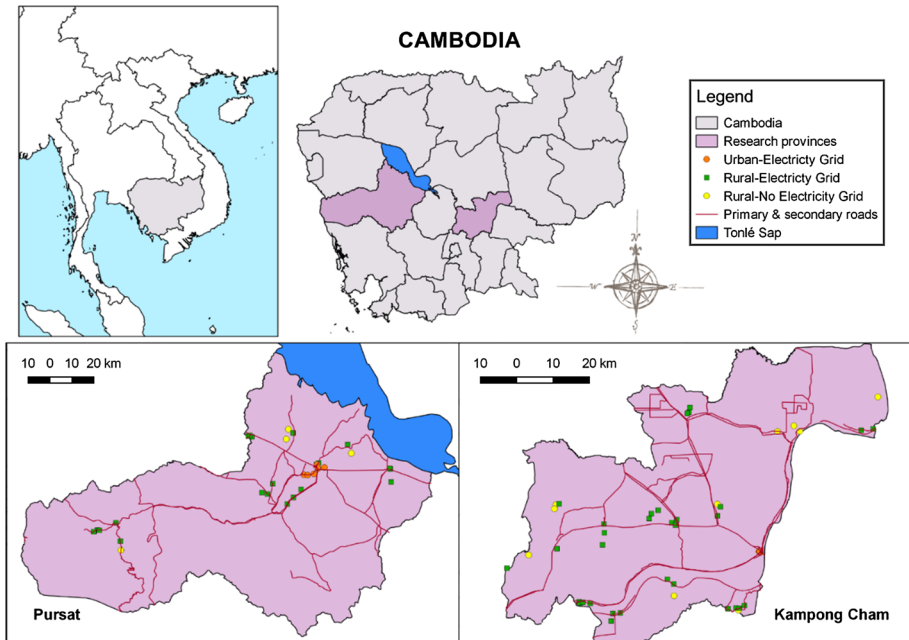 CAMBODIA
Legend
Cambodia
Research provinces
Urban-Electricty Grid
Rural-Electricty Grid
Rural-No Electricity Grid
Primary & secondary roads
Tonlé Sap
N
W
E
S
10 0 10 20 km
Pursat
10 0 10 20 km
Kampong Cham